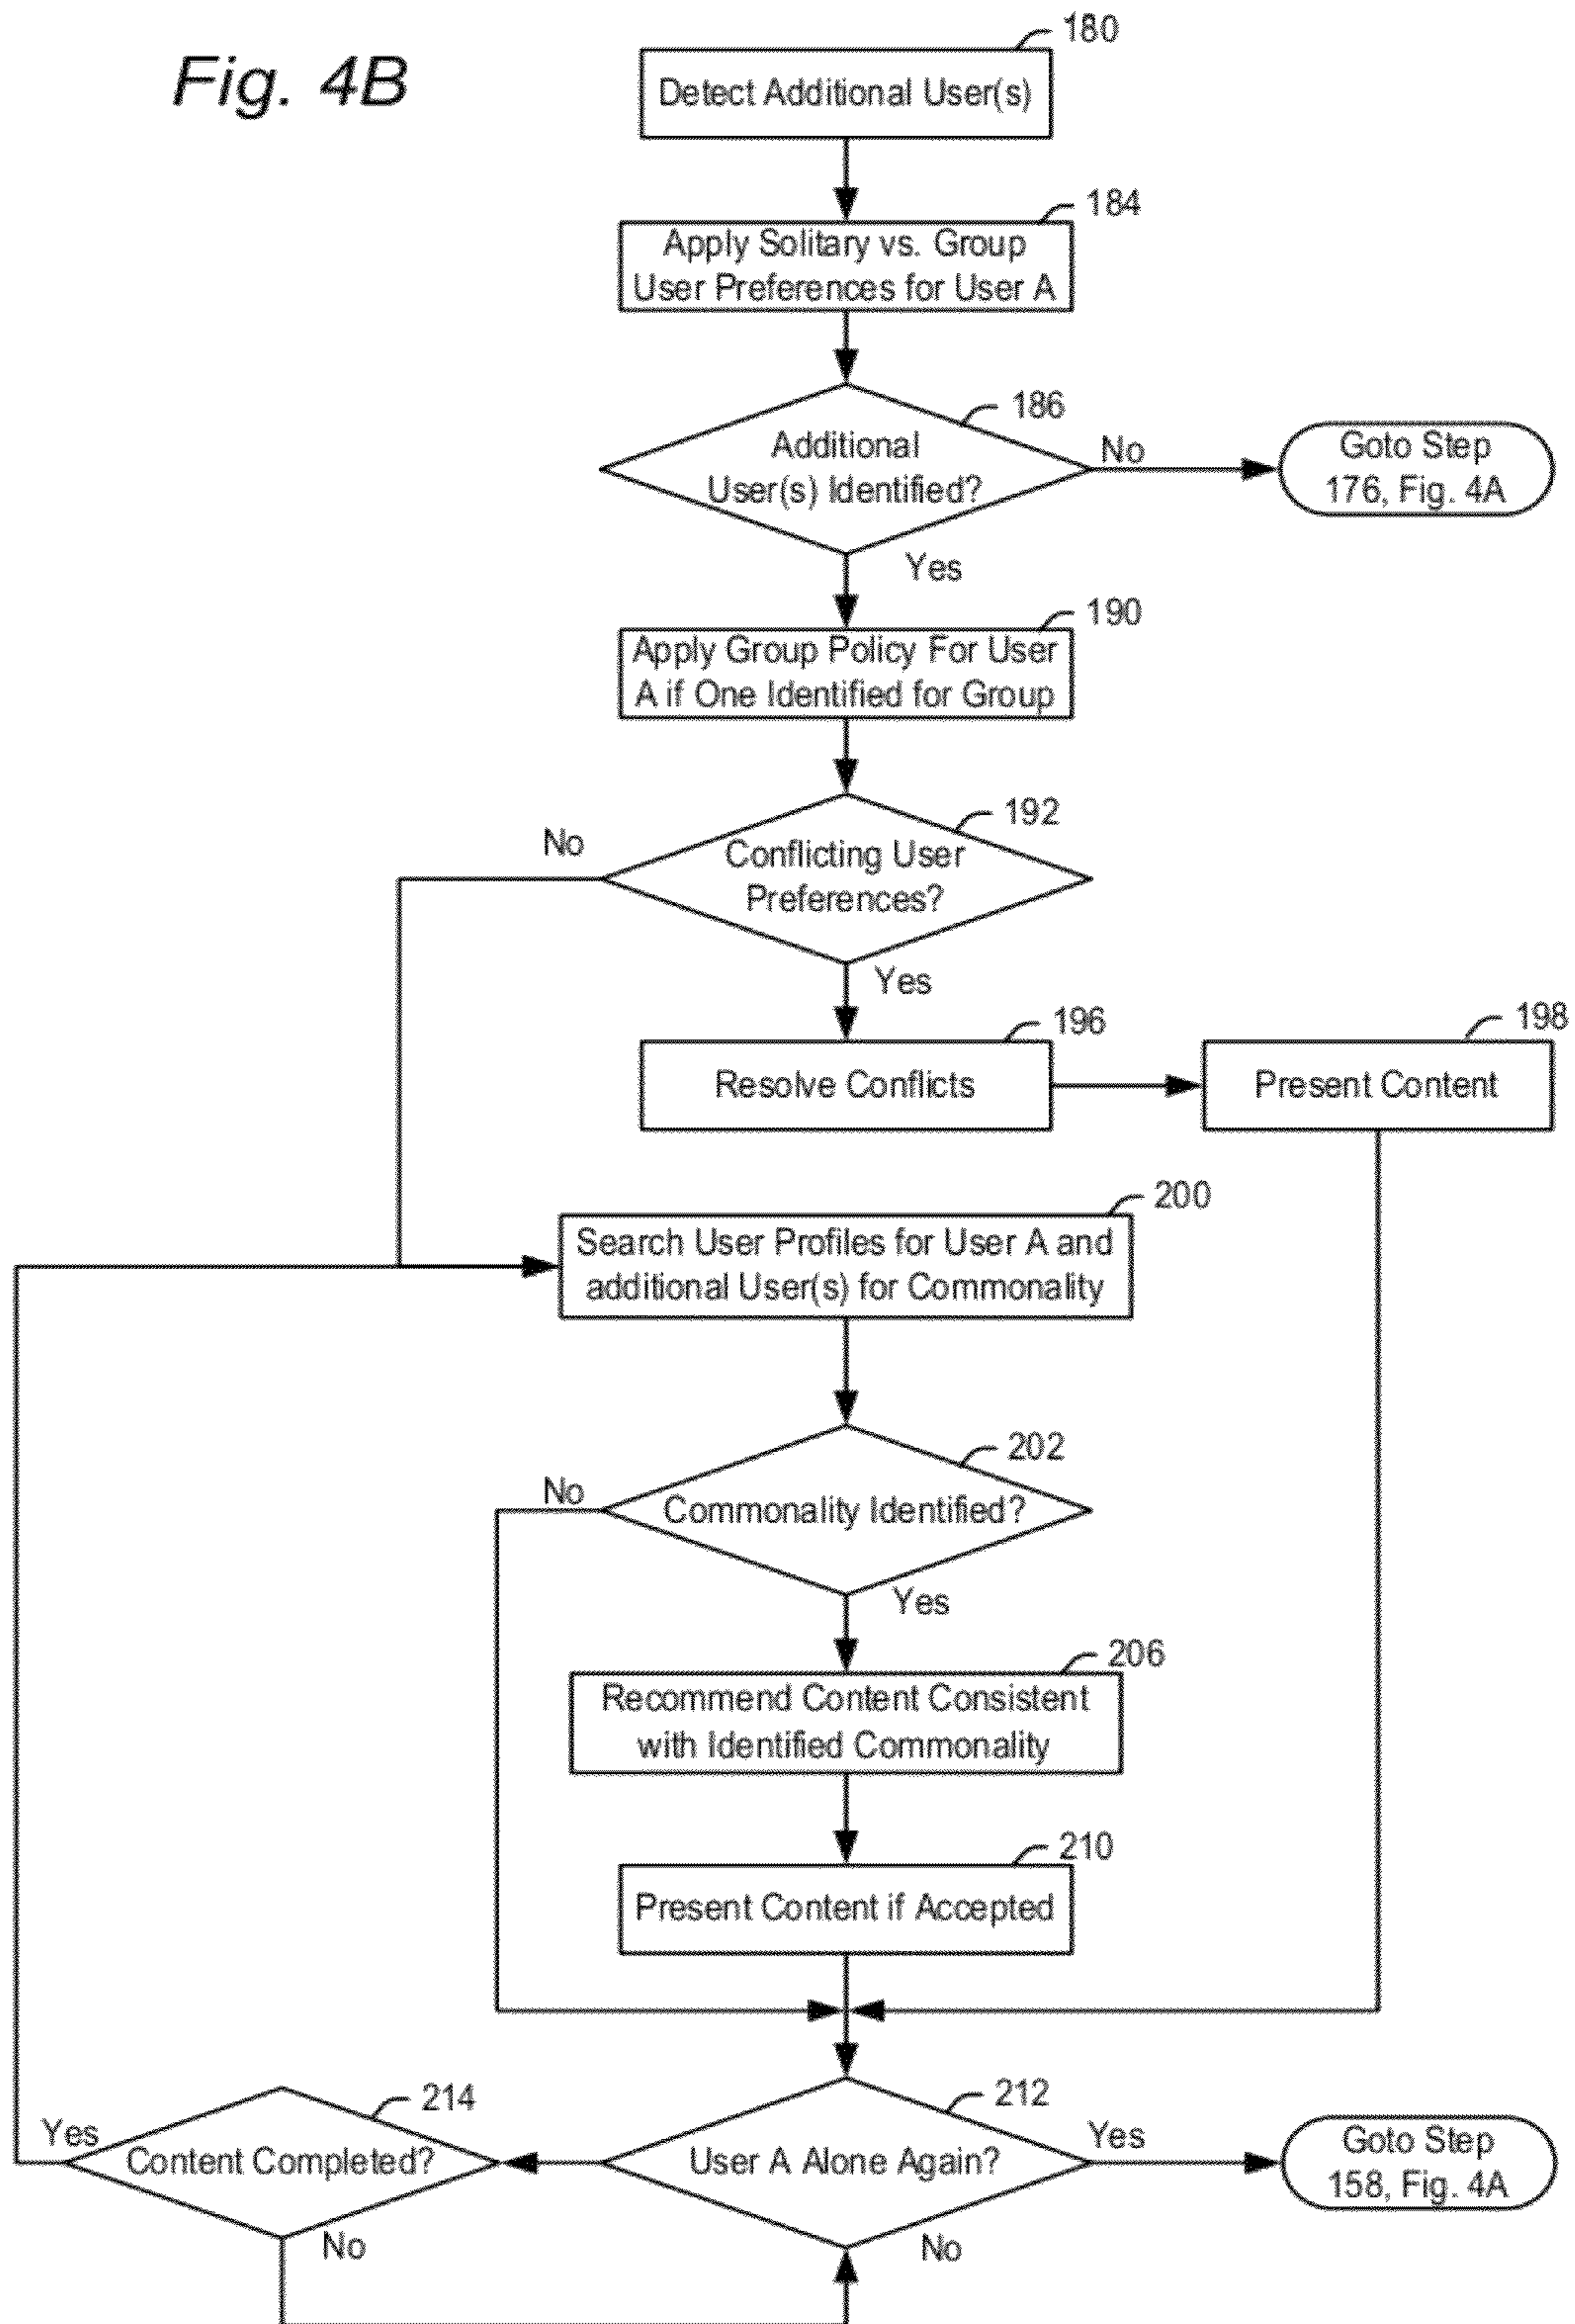 Fig. 4B
180
Detect Additional User(s)
184
Apply Solitary vs. Group
User Preferences for User A
186
Additional
User(s) Identified?
No
Goto Step
176, Fig. 4A
Yes
190
Apply Group Policy For User
A if One Identified for Group
192
No
Conflicting User
Preferences?
Yes
196
Resolve Conflicts
198
Present Content
200
Search User Profiles for User A and
additional User(s) for Commonality
202
No
Commonality Identified?
Yes
206
Recommend Content Consistent
with Identified Commonality
210
Present Content if Accepted
214
Yes
Content Completed?
No
212
User A Alone Again?
Yes
No
Goto Step
158, Fig. 4A